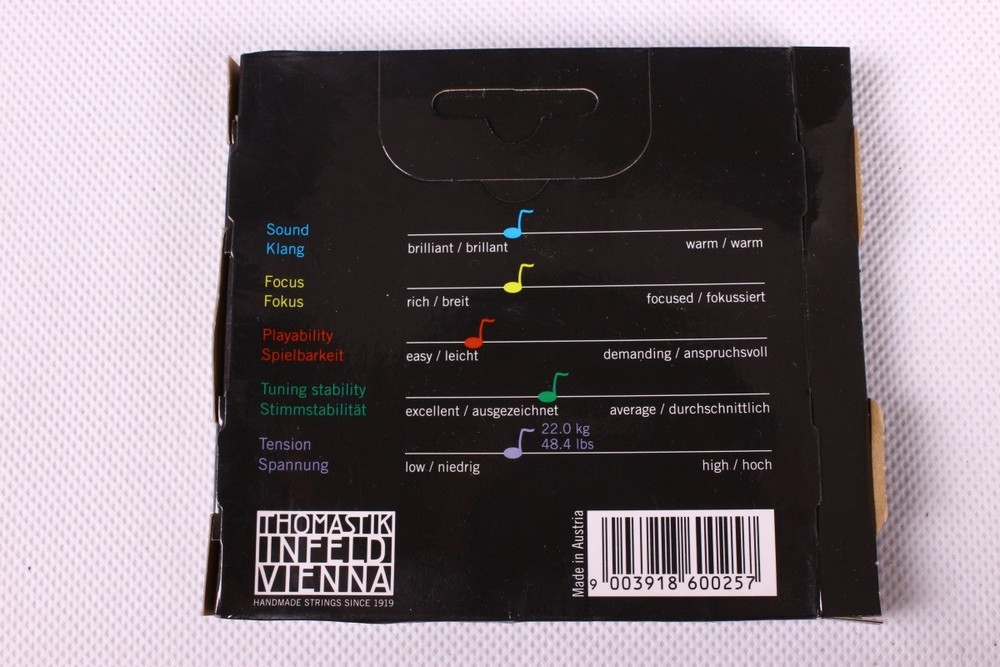 Sound
Klang
brilliant / brillant
warm / warm
Focus
Fokus
rich / breit
focused / fokussiert
Playability
Spielbarkeit
easy / leicht
demanding / anspruchsvoll
Tuning stability
Stimmstabilität
excellent / ausgezeichnet
average / durchschnittlich
Tension
Spannung
22.0 kg
48.4 lbs
low / niedrig
high / hoch
THOMASTIK
INFELD
VIENNA
HANDMADE STRINGS SINCE 1919
Made in Austria
9 003918 600257